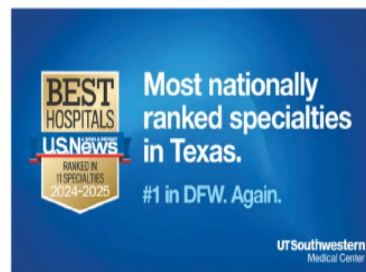 BEST
HOSPITALS
U.S. News
RANKED IN
11 SPECIALTIES
2024-2025
Most nationally
ranked specialties
in Texas.
#1 in DFW. Again.
UTSouthwestern
Medical Center